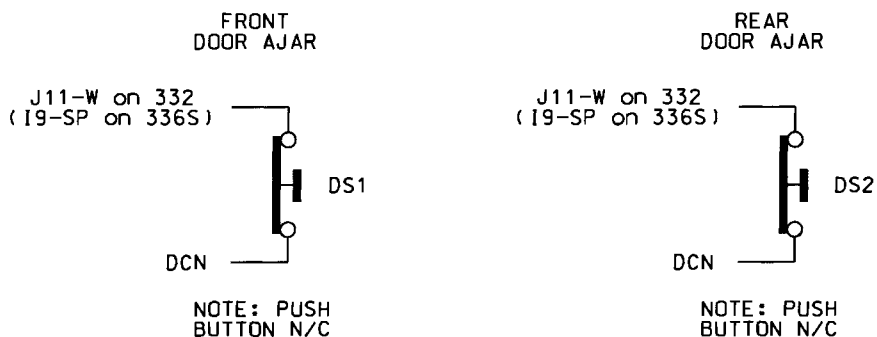 FRONT
DOOR AJAR
J11-W on 332
(I9-SP on 336S)
DS1
DCN
NOTE: PUSH
BUTTON N/C
REAR
DOOR AJAR
J11-W on 332
(I9-SP on 336S)
DS2
DCN
NOTE: PUSH
BUTTON N/C